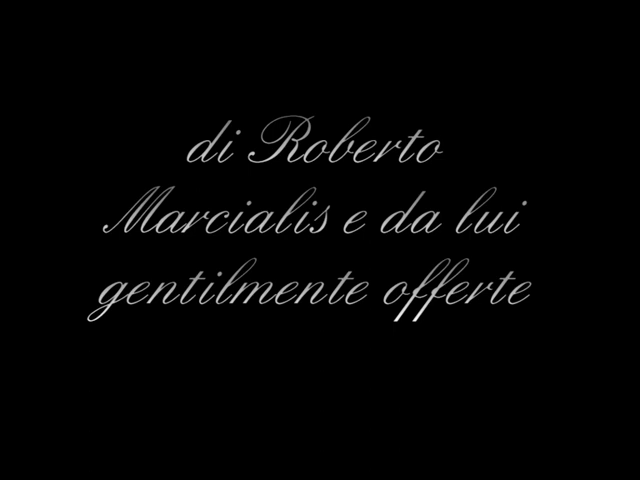 di Roberto
Marcialis e da lui
gentilmente offerte